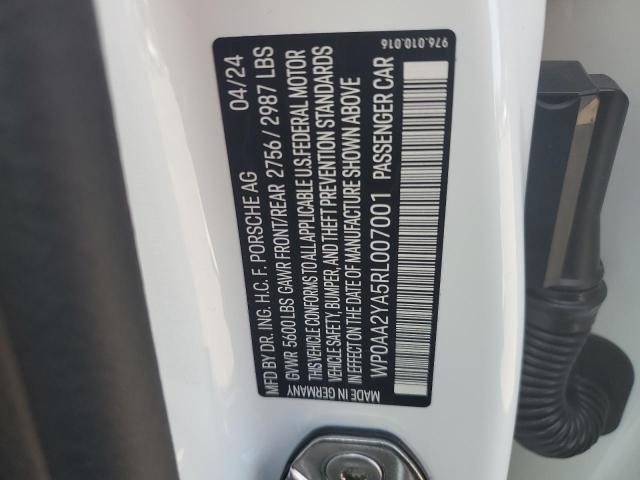 MFD BY DR. ING. H.C. F. PORSCHE AG 04/24
GVWR 5600 LBS GAWR FRONT/REAR 2756 / 2987 LBS
THIS VEHICLE CONFORMS TO ALL APPLICABLE U.S. FEDERAL MOTOR
VEHICLE SAFETY, BUMPER, AND THEFT PREVENTION STANDARDS
IN EFFECT ON THE DATE OF MANUFACTURE SHOWN ABOVE
WP0AA2YA5RL007001 PASSENGER CAR
MADE IN GERMANY
976.010.016